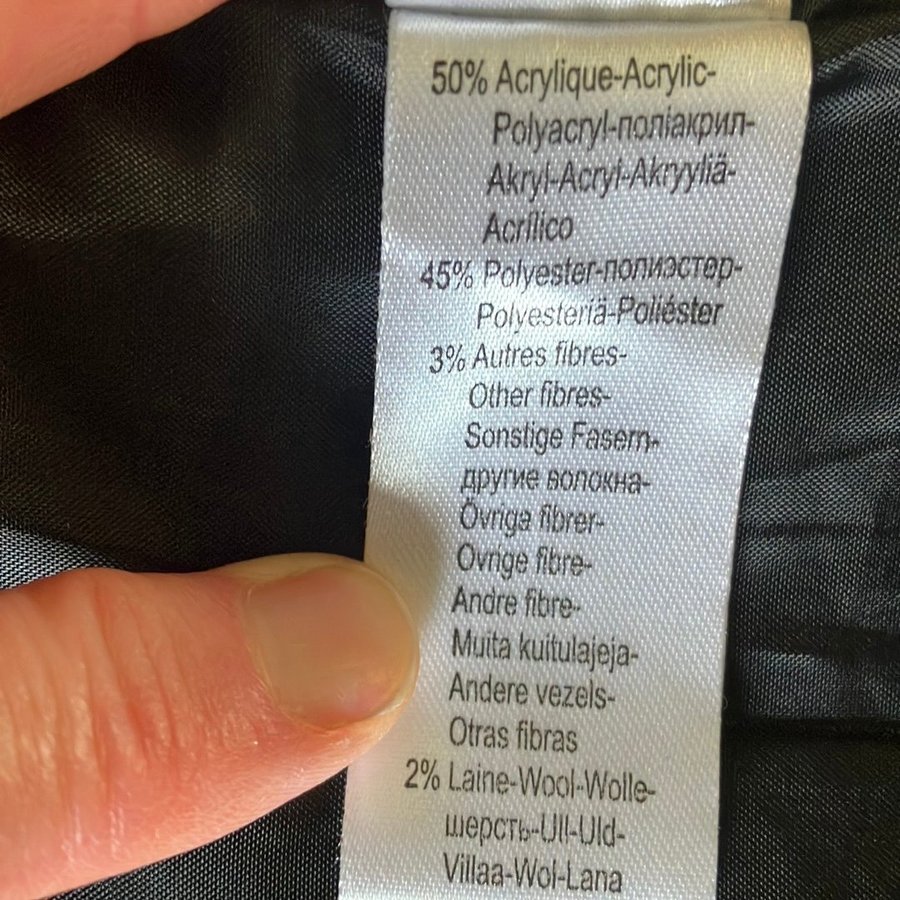 50% Acrylique-Acrylic-
Polyacryl-поліакрил-
Akryl-Acryl-Akryyliä-
Acrílico
45% Polyester-полиэстер-
Polyesteriä-Poliéster
3% Autres fibres-
Other fibres-
Sonstige Fasern-
другие волокна-
Övriga fibrer-
Ovrige fibre-
Andre fibre-
Muita kuitulajeja-
Andere vezels-
Otras fibras
2% Laine-Wool-Wolle-
шерсть-Ull-Uld-
Villaa-Wol-Lana